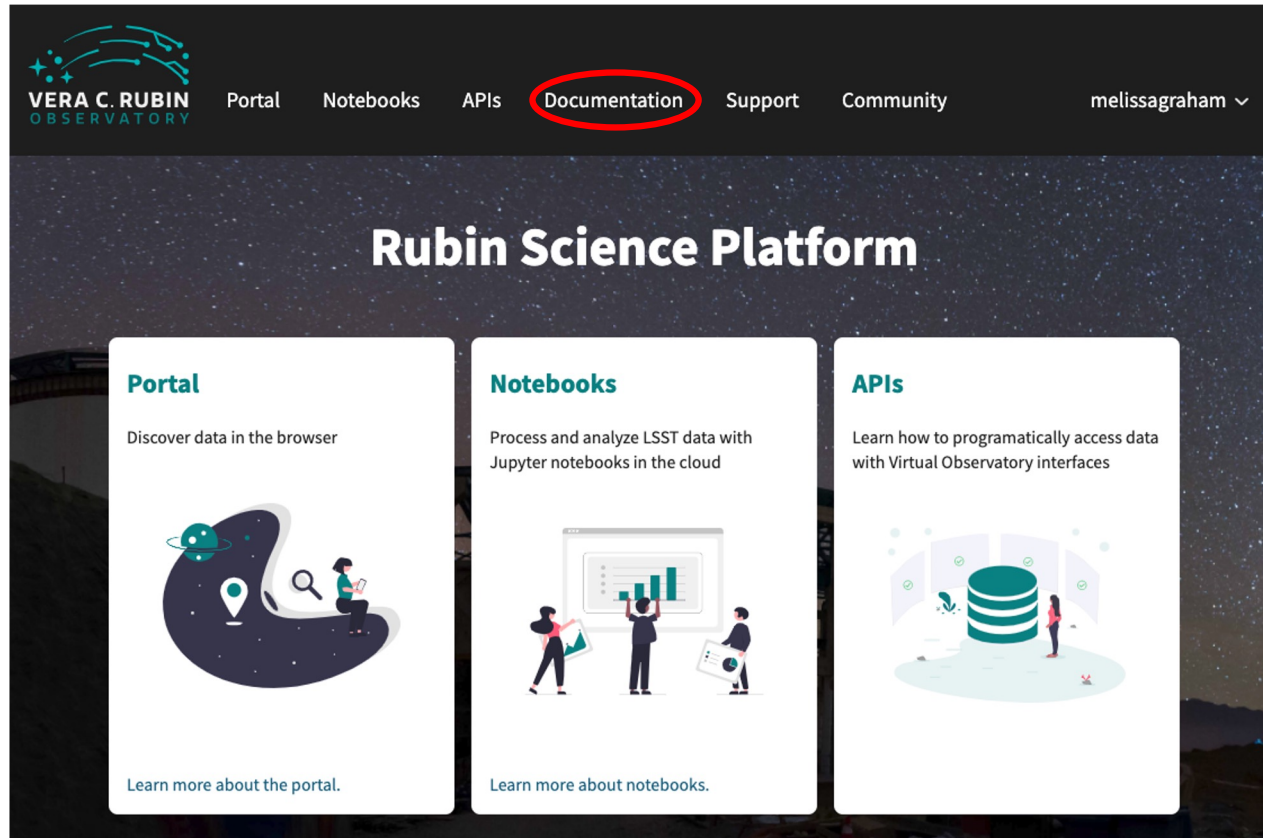 VERA C. RUBIN
OBSERVATORY
Portal Notebooks APIs Documentation Support Community melissagraham
Rubin Science Platform
Portal
Discover data in the browser
Learn more about the portal.
Notebooks
Process and analyze LSST data with
Jupyter notebooks in the cloud
Learn more about notebooks.
APIs
Learn how to programatically access data
with Virtual Observatory interfaces